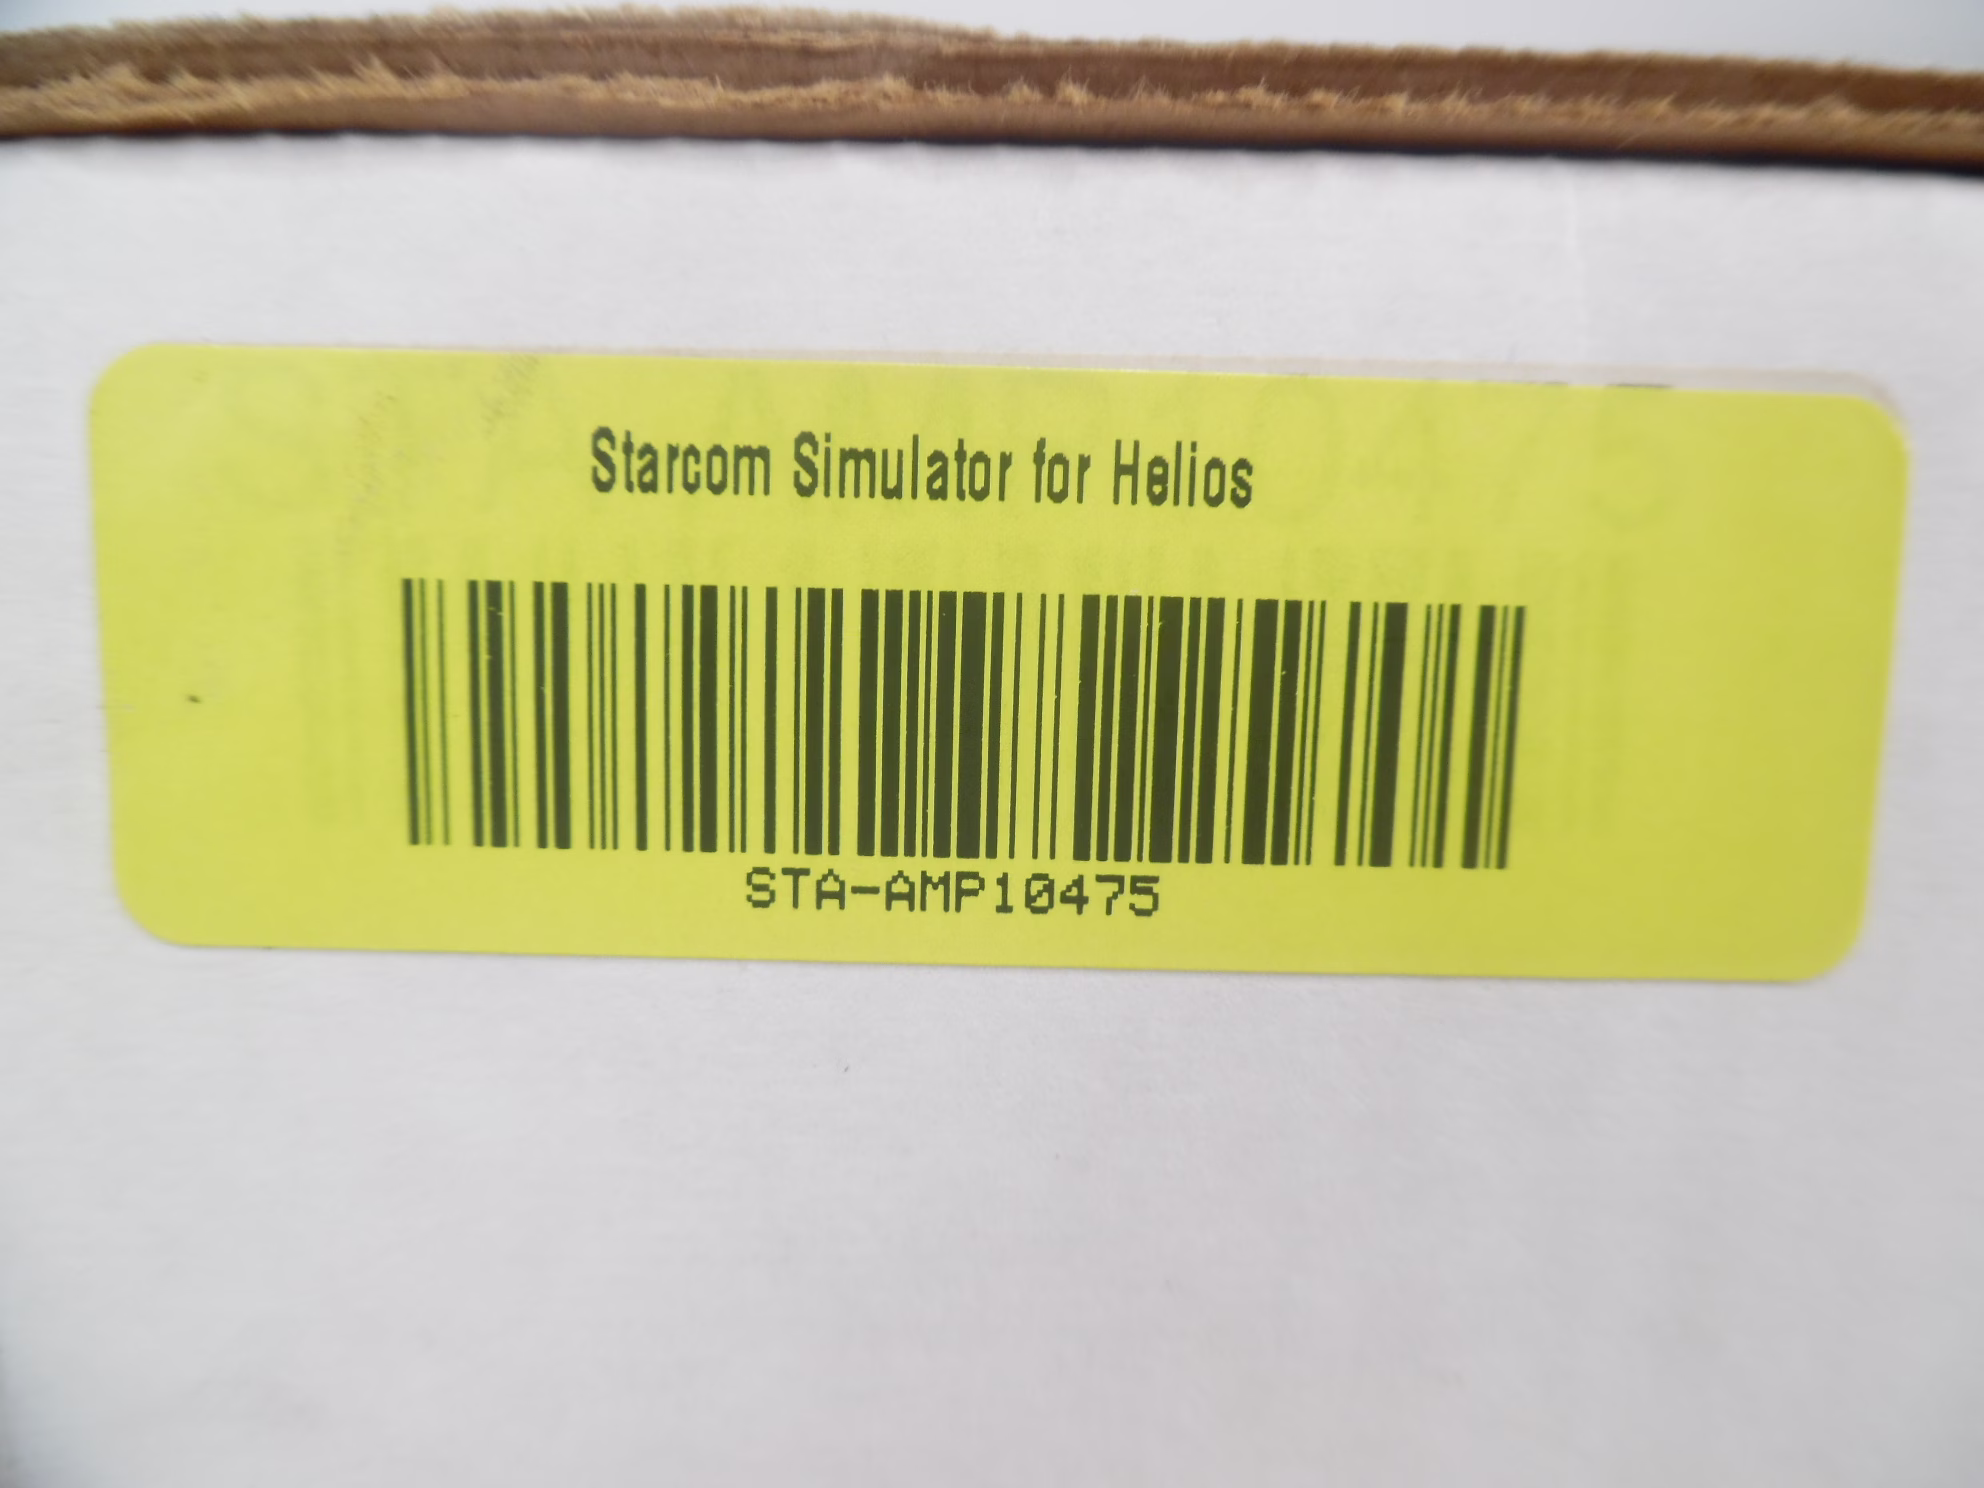 Starcom Simulator for Helios
STA-AMP10475